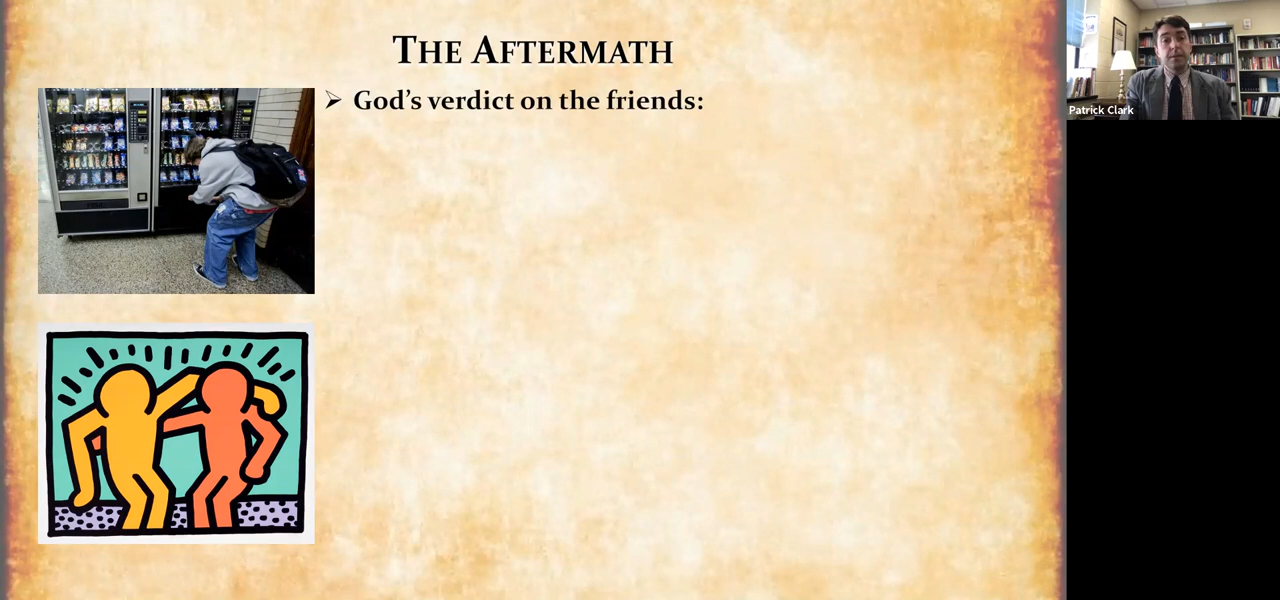 THE AFTERMATH
➢ God's verdict on the friends:
Patrick Clark